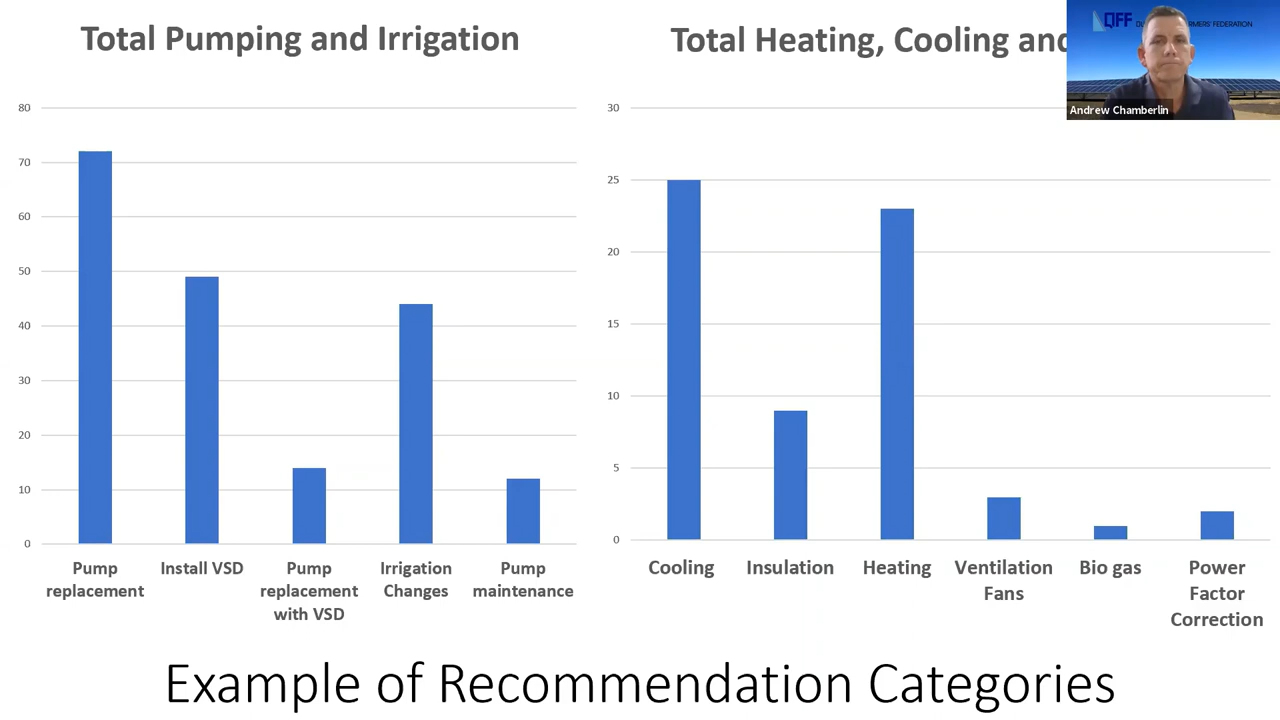 Total Pumping and Irrigation
80
70
60
50
40
30
20
10
0
Pump
replacement
Install VSD
Pump
replacement
with VSD
Irrigation
Changes
Pump
maintenance
Total Heating, Cooling and
30
25
20
15
10
5
0
Cooling
Insulation
Heating
Ventilation
Fans
Bio gas
Power
Factor
Correction
QFF
FEDERATION
Andrew Chamberlin
Example of Recommendation Categories